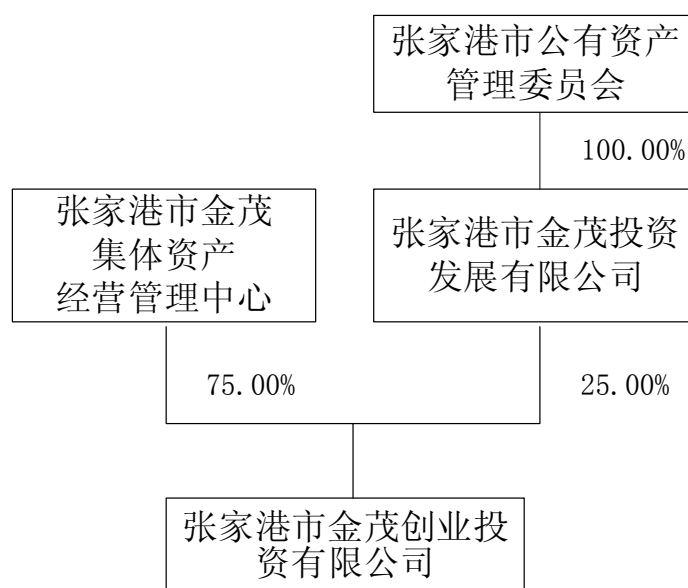 张家港市公有资产
管理委员会
100.00%
张家港市金茂
集体资产
经营管理中心
张家港市金茂投资
发展有限公司
75.00%
25.00%
张家港市金茂创业投
资有限公司